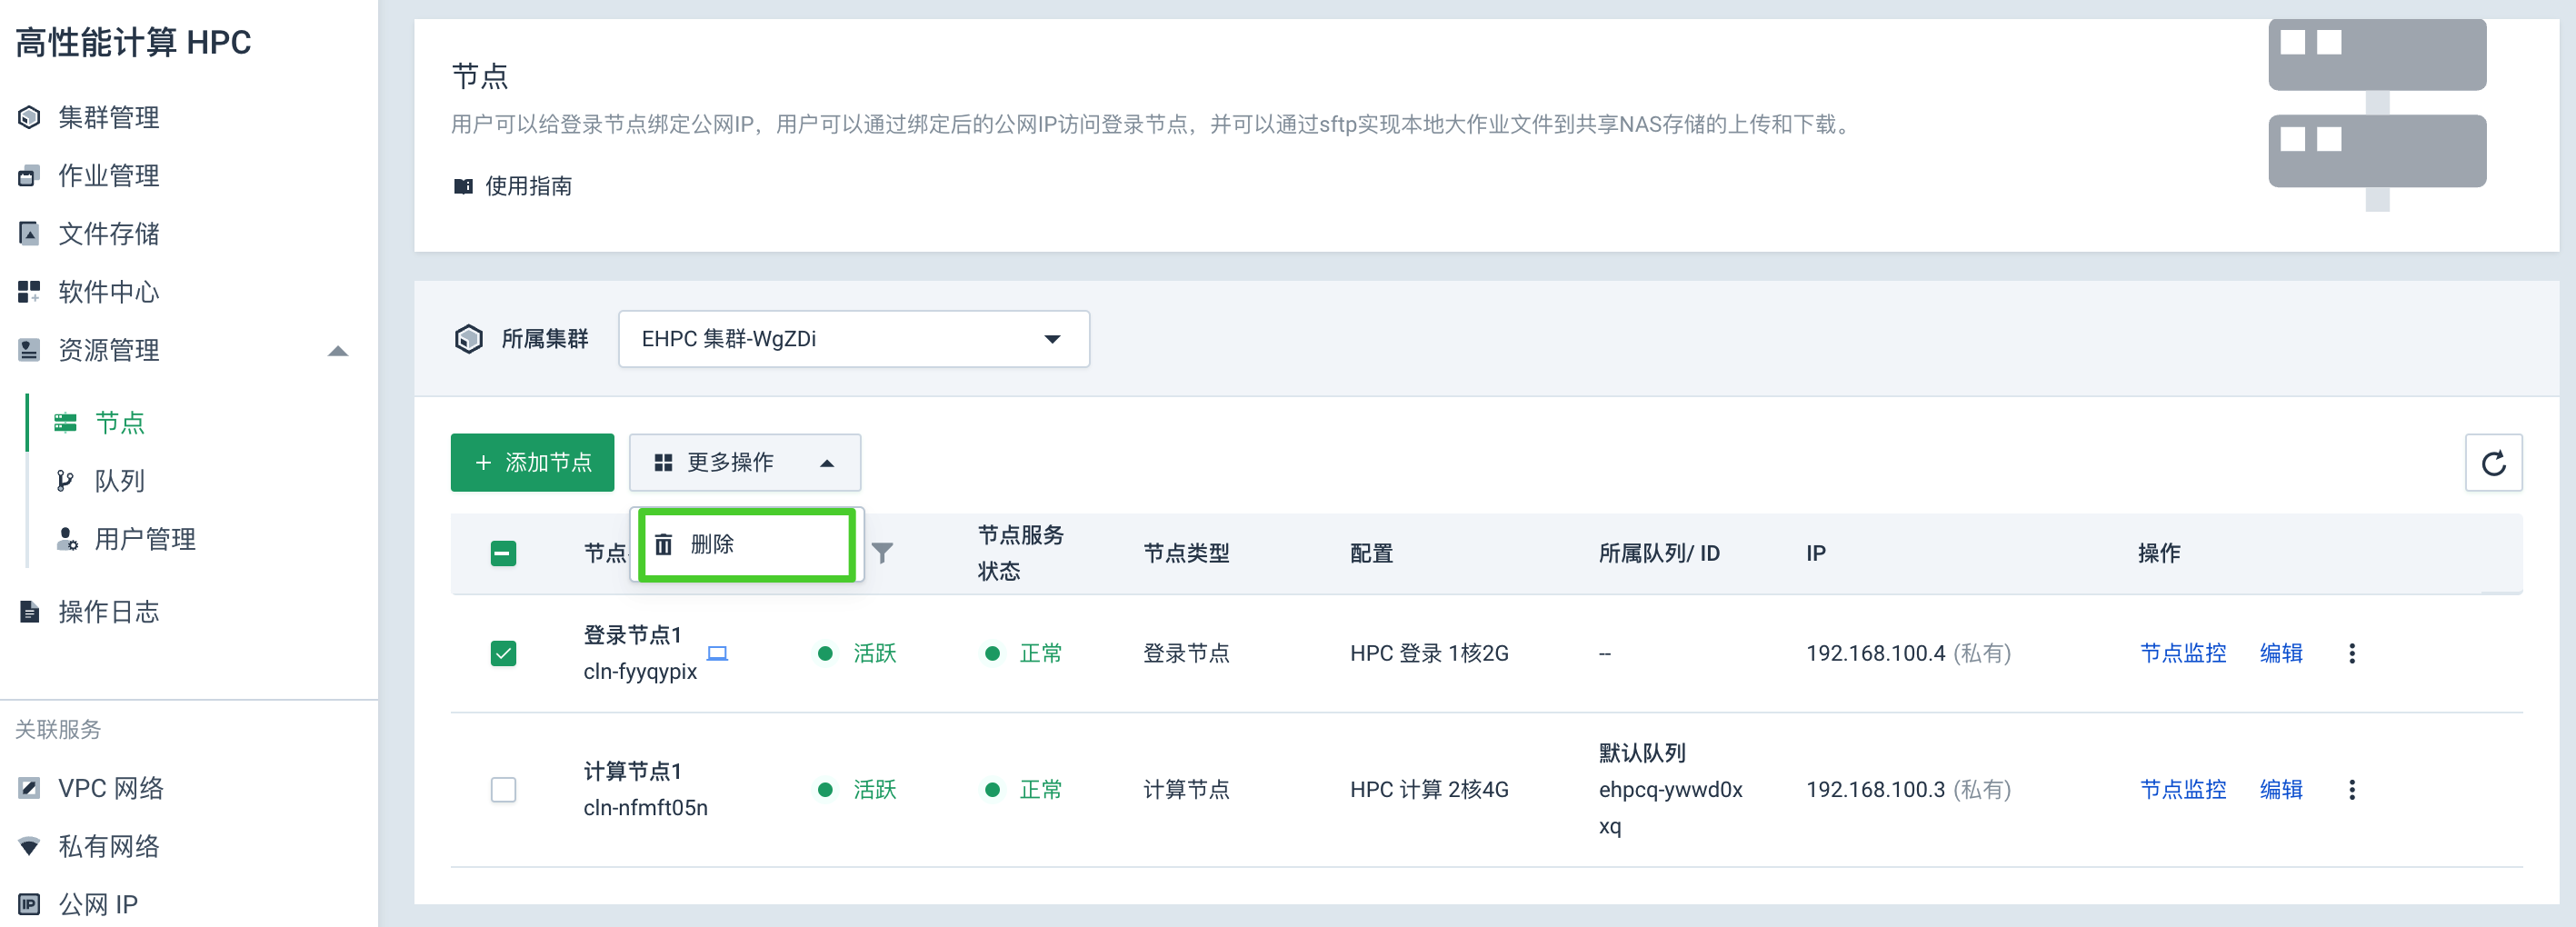 高性能计算 HPC
集群管理
作业管理
文件存储
软件中心
资源管理
节点
队列
用户管理
操作日志
关联服务
VPC 网络
私有网络
IP 公网 IP
节点
用户可以给登录节点绑定公网IP，用户可以通过绑定后的公网IP访问登录节点，并可以通过sftp实现本地大作业文件到共享NAS存储的上传和下载。
使用指南
所属集群 EHPC 集群-WgZDi
+ 添加节点 更多操作
删除
节点 节点服务状态 节点类型 配置 所属队列/ ID IP 操作
登录节点1
cln-fyyqypix 活跃 正常 登录节点 HPC 登录 1核2G -- 192.168.100.4 (私有) 节点监控 编辑
计算节点1
cln-nfmft05n 活跃 正常 计算节点 HPC 计算 2核4G 默认队列
ehpcq-ywwd0x
xq 192.168.100.3 (私有) 节点监控 编辑